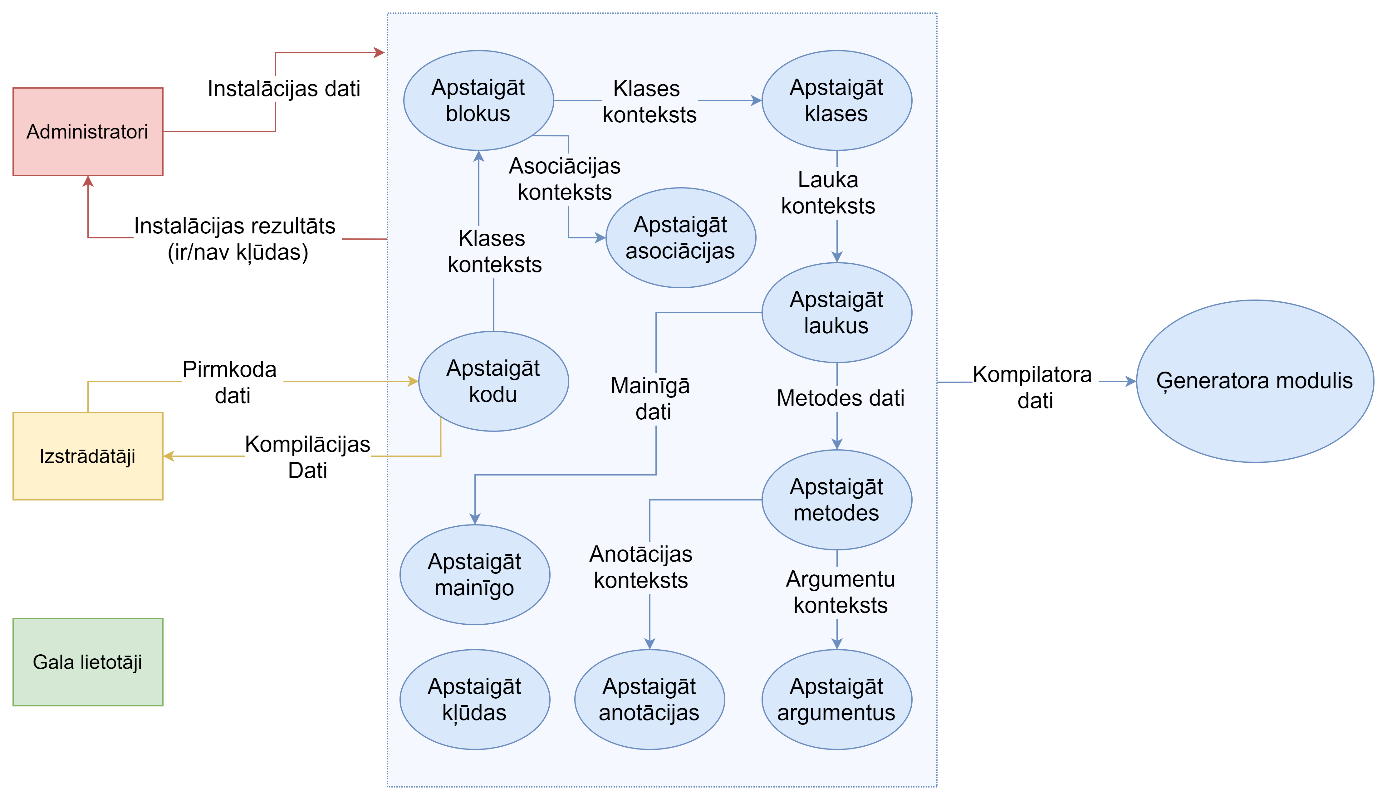 Instalācijas dati
Administratori
Instalācijas rezultāts
(ir/nav kļūdas)
Apstaigāt
blokus
Klases
konteksts
Apstaigāt
klases
Asociācijas
konteksts
Lauka
konteksts
Apstaigāt
asociācijas
Klases
konteksts
Apstaigāt
laukus
Apstaigāt
kodu
Pirmkoda
dati
Mainīgā
dati
Metodes dati
Kompilatora
dati
Ģeneratora modulis
Izstrādātāji
Kompilācijas
Dati
Apstaigāt
metodes
Apstaigāt
mainīgo
Anotācijas
konteksts
Argumentu
konteksts
Gala lietotāji
Apstaigāt
kļūdas
Apstaigāt
anotācijas
Apstaigāt
argumentus